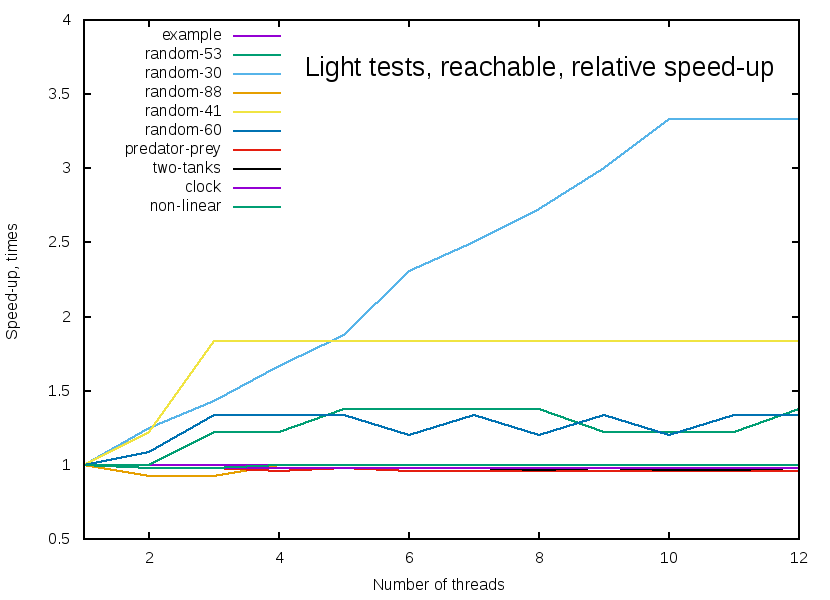 Light tests, reachable, relative speed-up
example
random-53
random-30
random-88
random-41
random-60
predator-prey
two-tanks
clock
non-linear
Speed-up, times
4
3.5
3
2.5
2
1.5
1
0.5
2 4 6 8 10 12
Number of threads